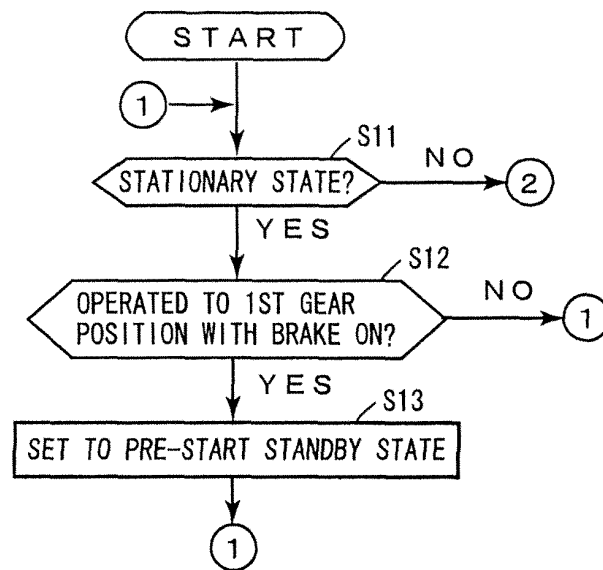 START
1
S11
STATIONARY STATE?
NO
2
YES
S12
OPERATED TO 1ST GEAR
POSITION WITH BRAKE ON?
NO
1
YES
S13
SET TO PRE-START STANDBY STATE
1